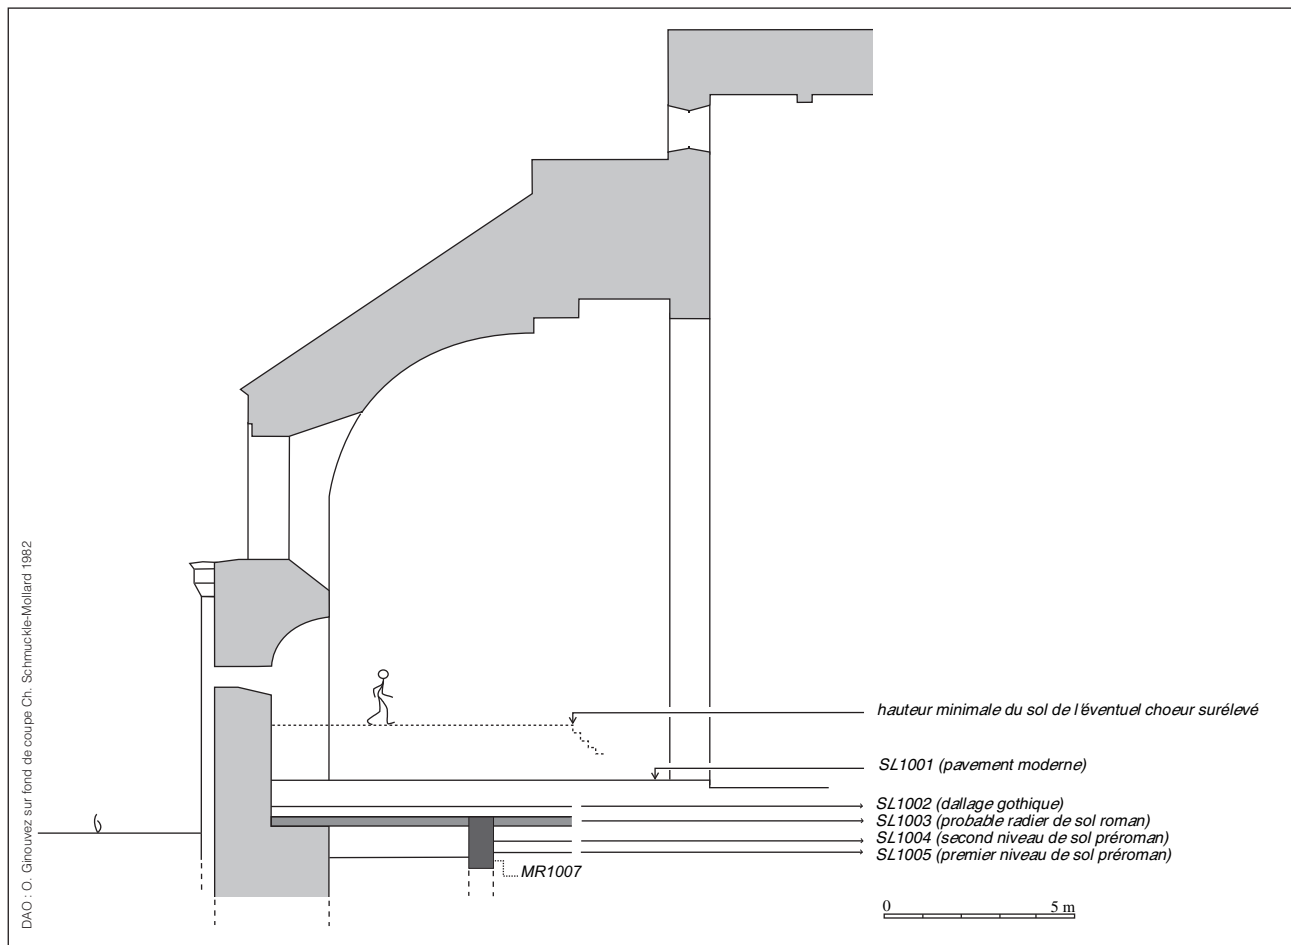 hauteur minimale du sol de l'éventuel choeur surélevé
SL1001 (pavement moderne)
SL1002 (dallage gothique)
SL1003 (probable radier de sol roman)
SL1004 (second niveau de sol préroman)
SL1005 (premier niveau de sol préroman)
MR1007
0 5 m
DAO : O. Ginouvez sur fond de coupe Ch. Schmuckle-Mollard 1982